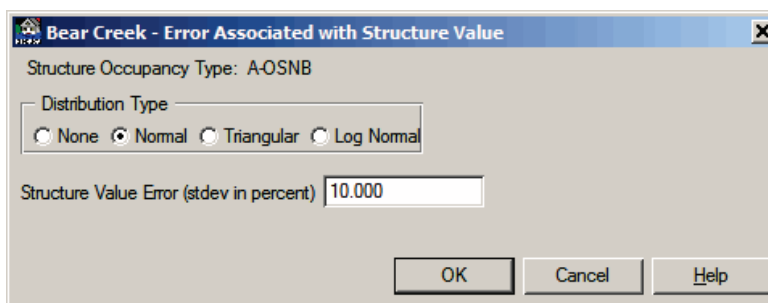 Bear Creek - Error Associated with Structure Value
Structure Occupancy Type: A-OSNB
Distribution Type
None Normal Triangular Log Normal
Structure Value Error (stdev in percent) 10.000
OK Cancel Help